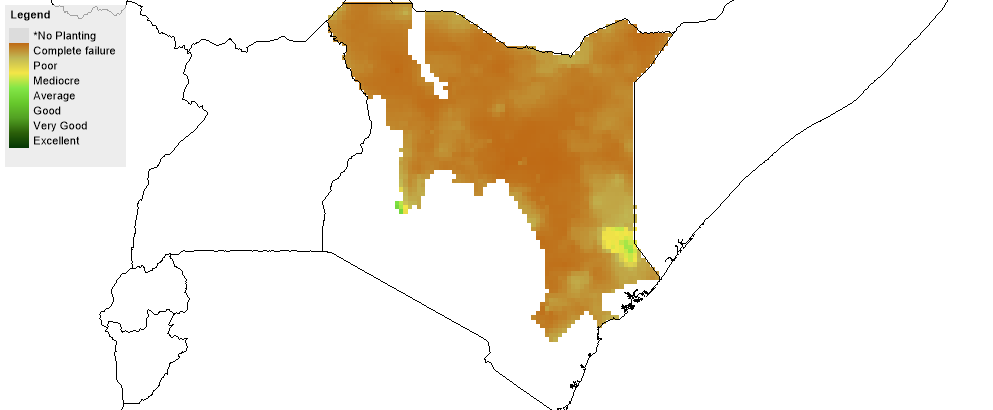 Legend
*No Planting
Complete failure
Poor
Mediocre
Average
Good
Very Good
Excellent